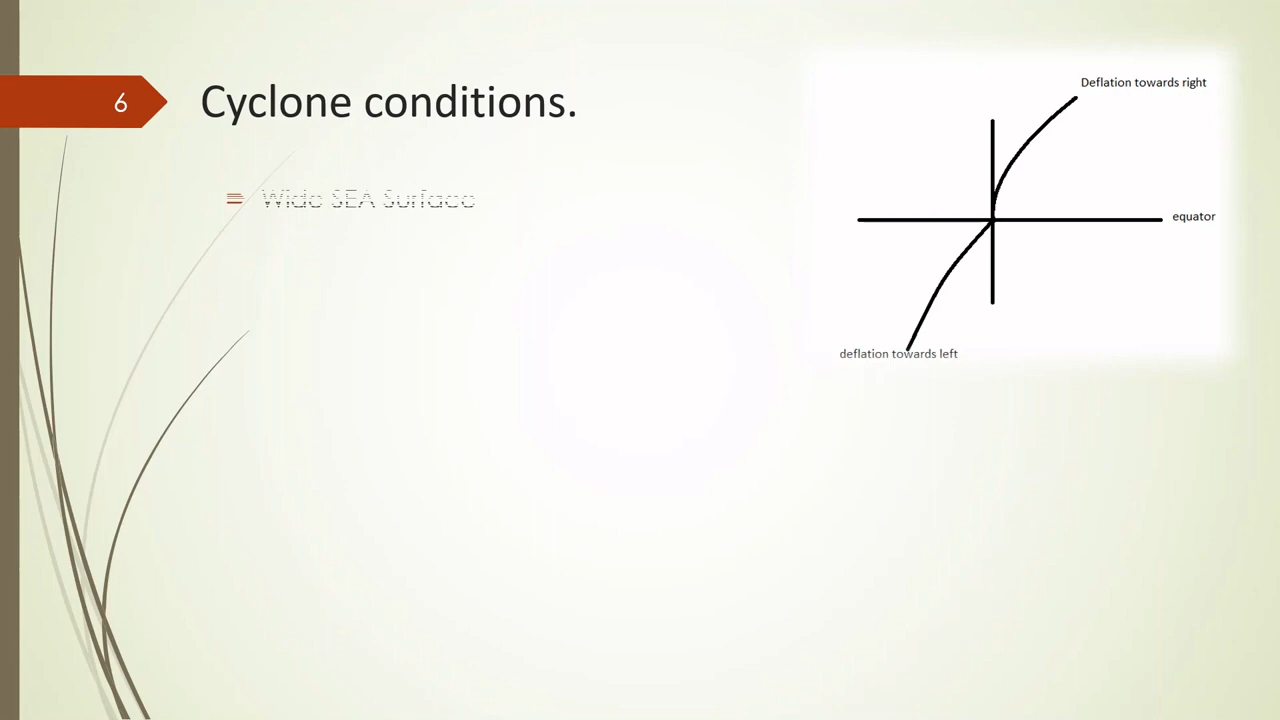 6
Cyclone conditions.
Wide SEA Surface
Deflation towards right
equator
deflation towards left